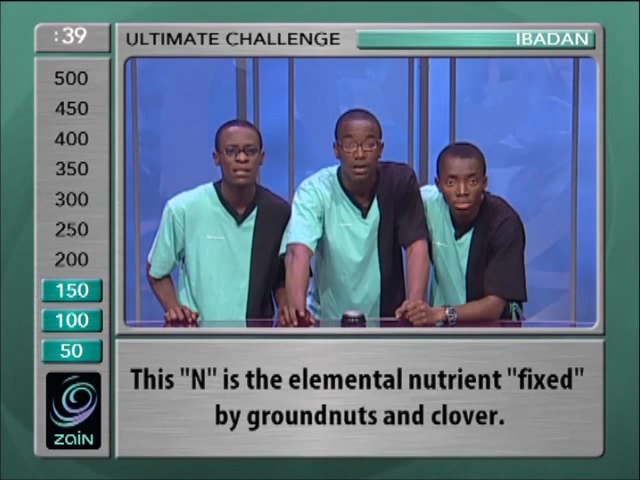 :39
ULTIMATE CHALLENGE
IBADAN
500
450
400
350
300
250
200
150
100
50
zain
This "N" is the elemental nutrient "fixed"
by groundnuts and clover.